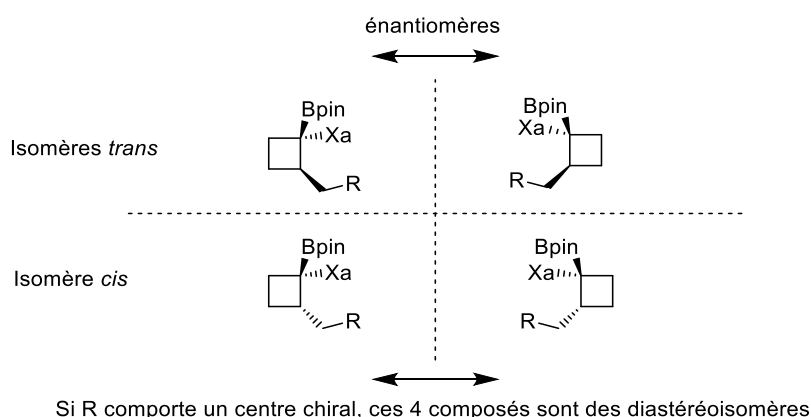 énantiomères
Bpin
Xa
R
Bpin
Xa
R
Isomères trans
Bpin
Xa
R
Bpin
Xa
R
Isomère cis
Si R comporte un centre chiral, ces 4 composés sont des diastéréoisomères